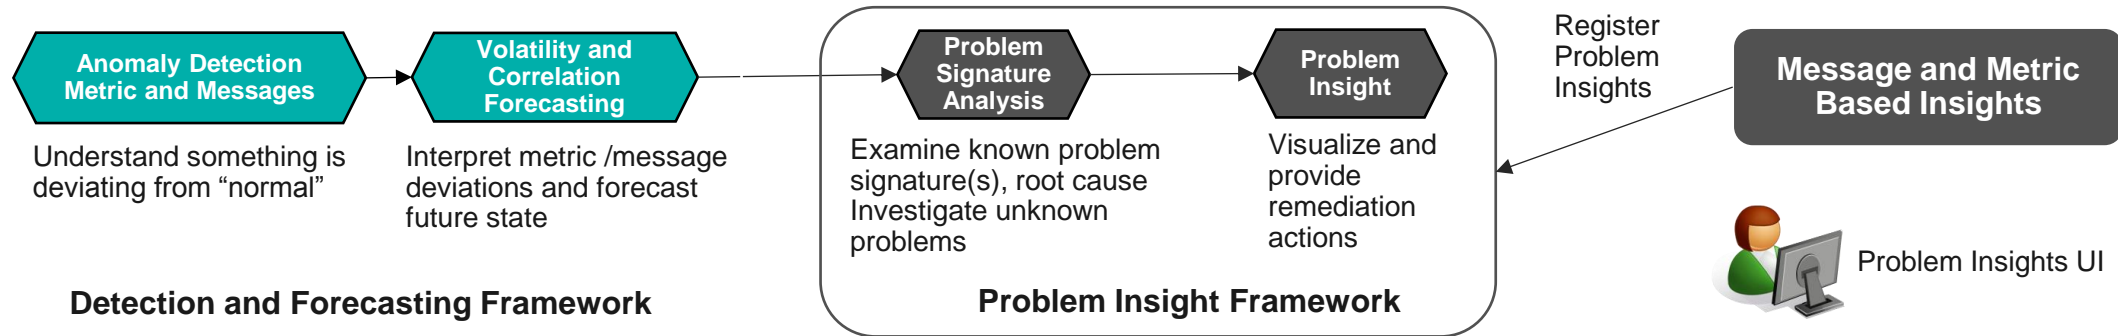 Anomaly Detection
Metric and Messages
Understand something is
deviating from “normal”
Volatility and
Correlation
Forecasting
Interpret metric /message
deviations and forecast
future state
Detection and Forecasting Framework
Problem
Signature
Analysis
Examine known problem
signature(s), root cause
Investigate unknown
problems
Problem
Insight
Visualize and
provide
remediation
actions
Problem Insight Framework
Register
Problem
Insights
Message and Metric
Based Insights
Problem Insights UI